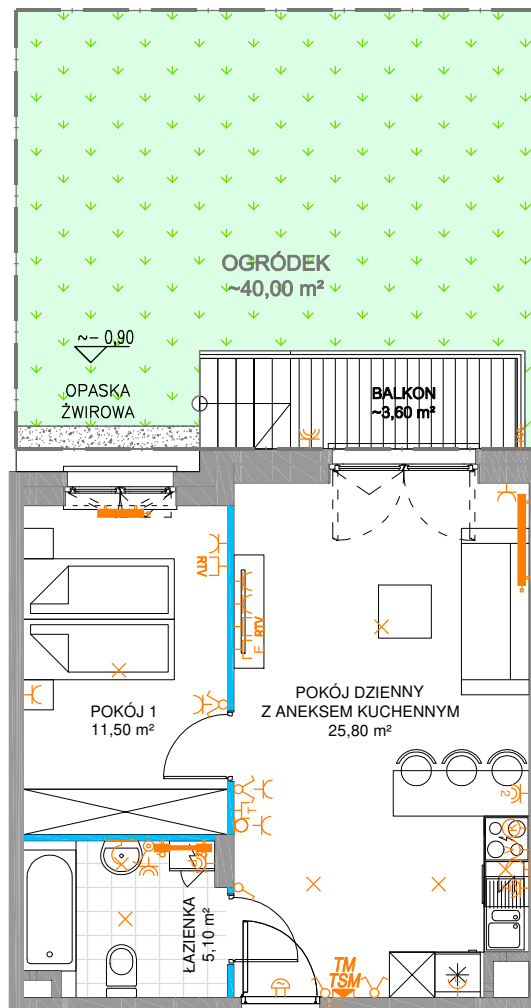 OGRÓDEK
~40,00 m²
~- 0,90
OPASKA
ŻWIROWA
BALKON
~3,60 m²
RTV
RTV
POKÓJ 1
11,50 m²
POKÓJ DZIENNY
Z ANEKSEM KUCHENNYM
25,80 m²
2
ŁAZIENKA
5,10 m²
TM
TSM